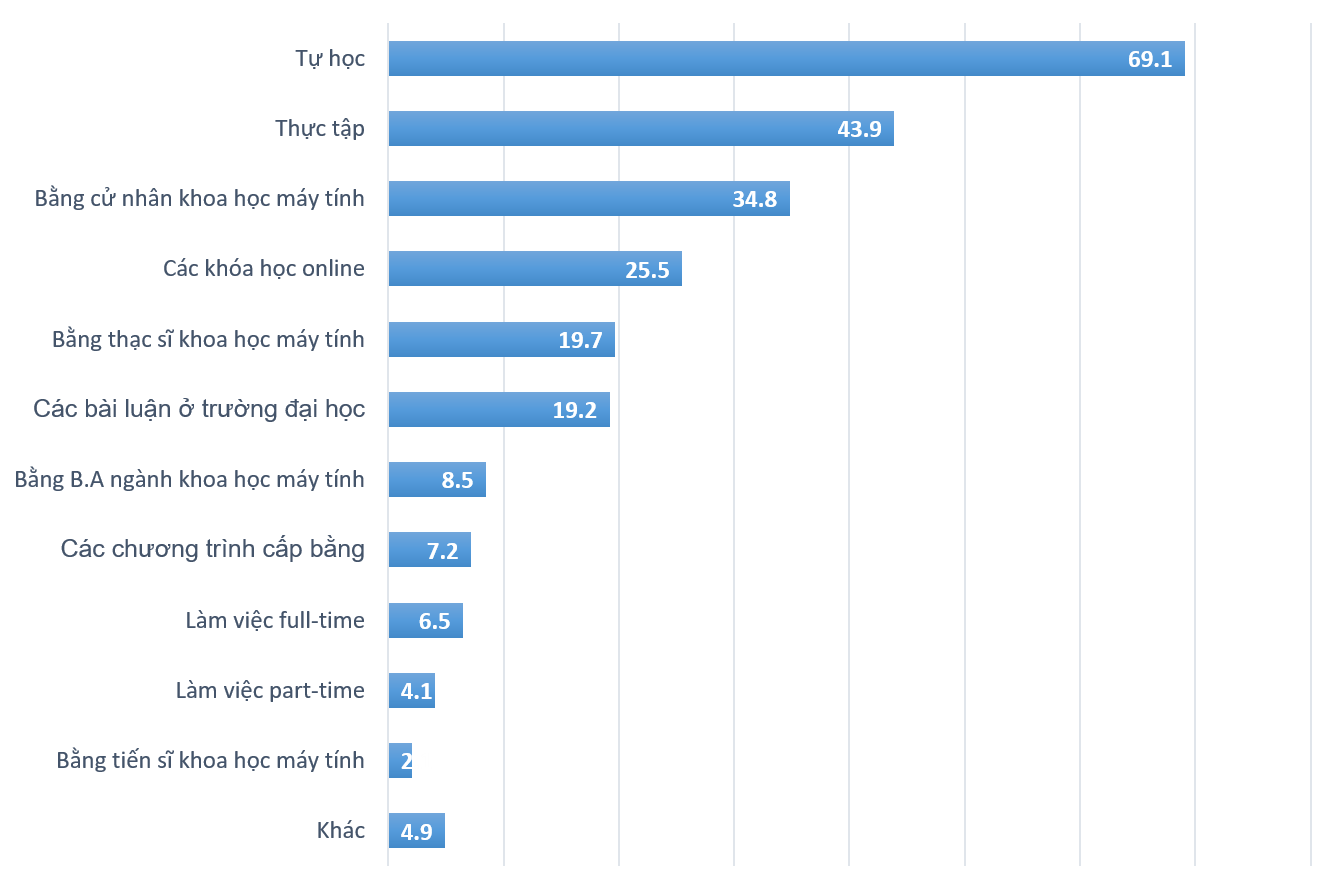 Tự học 69.1
Thực tập 43.9
Bằng cử nhân khoa học máy tính 34.8
Các khóa học online 25.5
Bằng thạc sĩ khoa học máy tính 19.7
Các bài luận ở trường đại học 19.2
Bằng B.A ngành khoa học máy tính 8.5
Các chương trình cấp bằng 7.2
Làm việc full-time 6.5
Làm việc part-time 4.1
Bằng tiến sĩ khoa học máy tính 2
Khác 4.9